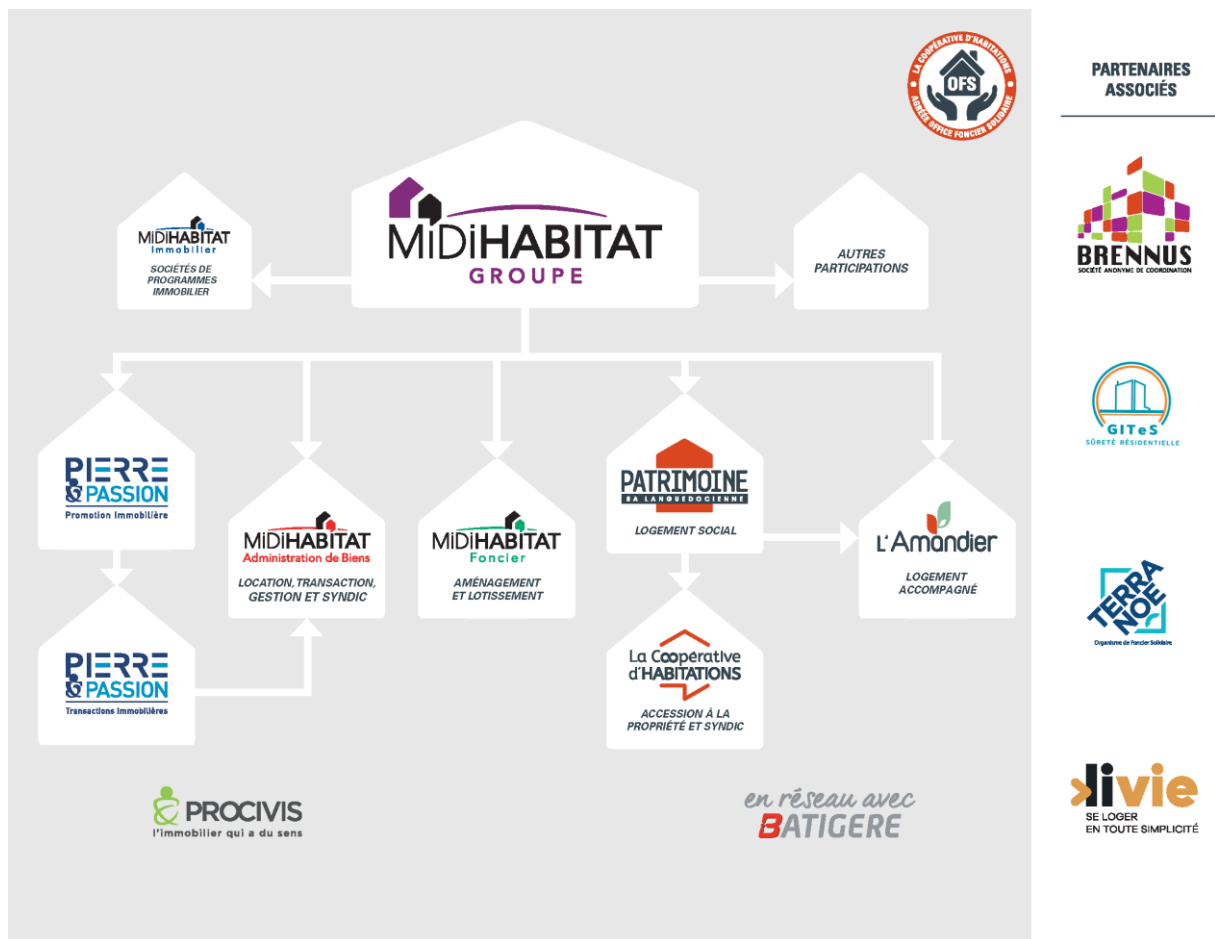 LA COOPÉRATIVE D'HABITATIONS
OFS
AGRÉÉE OFFICE FONCIER SOLIDAIRE
PARTENAIRES
ASSOCIÉS
MiDiHABITAT
GROUPE
MiDiHABITAT
Immobilier
SOCIÉTÉS DE
PROGRAMMES
IMMOBILIER
AUTRES
PARTICIPATIONS
BRENNUS
SOCIÉTÉ ANONYME DE COORDINATION
GITeS
SÛRETÉ RÉSIDENTIELLE
PIERRE
& PASSION
Promotion Immobilière
MiDiHABITAT
Administration de Biens
LOCATION, TRANSACTION,
GESTION ET SYNDIC
MiDiHABITAT
Foncier
AMÉNAGEMENT
ET LOTISSEMENT
PATRIMOINE
SA LANGUEDOCIENNE
LOGEMENT SOCIAL
L'Amandier
LOGEMENT
ACCOMPAGNÉ
TERRA
NOE
Organisme de Foncier Solidaire
PIERRE
& PASSION
Transactions Immobilières
La Coopérative
d'HABITATIONS
ACCESSION À LA
PROPRIÉTÉ ET SYNDIC
PROCIVIS
l'immobilier qui a du sens
en réseau avec
BATIGERE
livie
SE LOGER
EN TOUTE SIMPLICITÉ